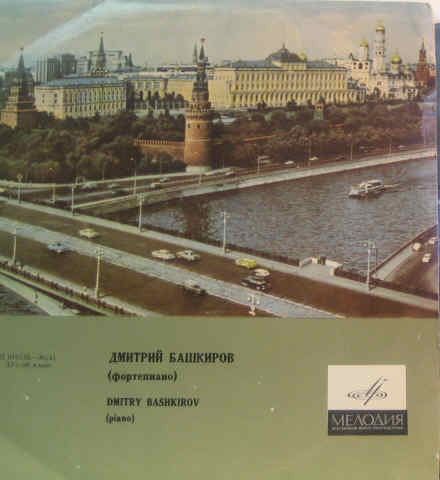 ДМИТРИЙ БАШКИРОВ
(фортепиано)
DMITRY BASHKIROV
(piano)
МЕЛОДИЯ